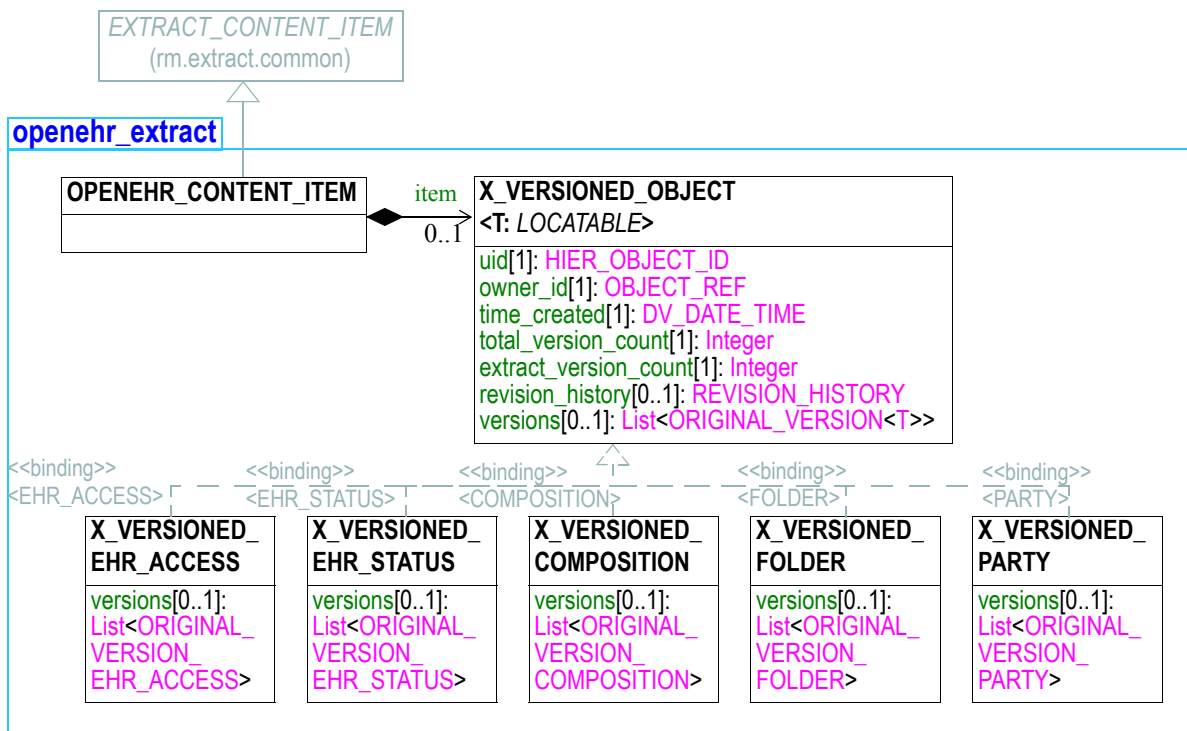 EXTRACT_CONTENT_ITEM
(rm.extract.common)
openehr_extract
OPENEHR_CONTENT_ITEM
item
0..1
X_VERSIONED_OBJECT
<T: LOCATABLE>
uid[1]: HIER_OBJECT_ID
owner_id[1]: OBJECT_REF
time_created[1]: DV_DATE_TIME
total_version_count[1]: Integer
extract_version_count[1]: Integer
revision_history[0..1]: REVISION_HISTORY
versions[0..1]: List<ORIGINAL_VERSION<T>>
<<binding>>
<EHR_ACCESS>
<<binding>>
<EHR_STATUS>
<<binding>>
<COMPOSITION>
<<binding>>
<FOLDER>
<<binding>>
<PARTY>
X_VERSIONED_
EHR_ACCESS
versions[0..1]:
List<ORIGINAL_
VERSION_
EHR_ACCESS>
X_VERSIONED_
EHR_STATUS
versions[0..1]:
List<ORIGINAL_
VERSION_
EHR_STATUS>
X_VERSIONED_
COMPOSITION
versions[0..1]:
List<ORIGINAL_
VERSION_
COMPOSITION>
X_VERSIONED_
FOLDER
versions[0..1]:
List<ORIGINAL_
VERSION_
FOLDER>
X_VERSIONED_
PARTY
versions[0..1]:
List<ORIGINAL_
VERSION_
PARTY>